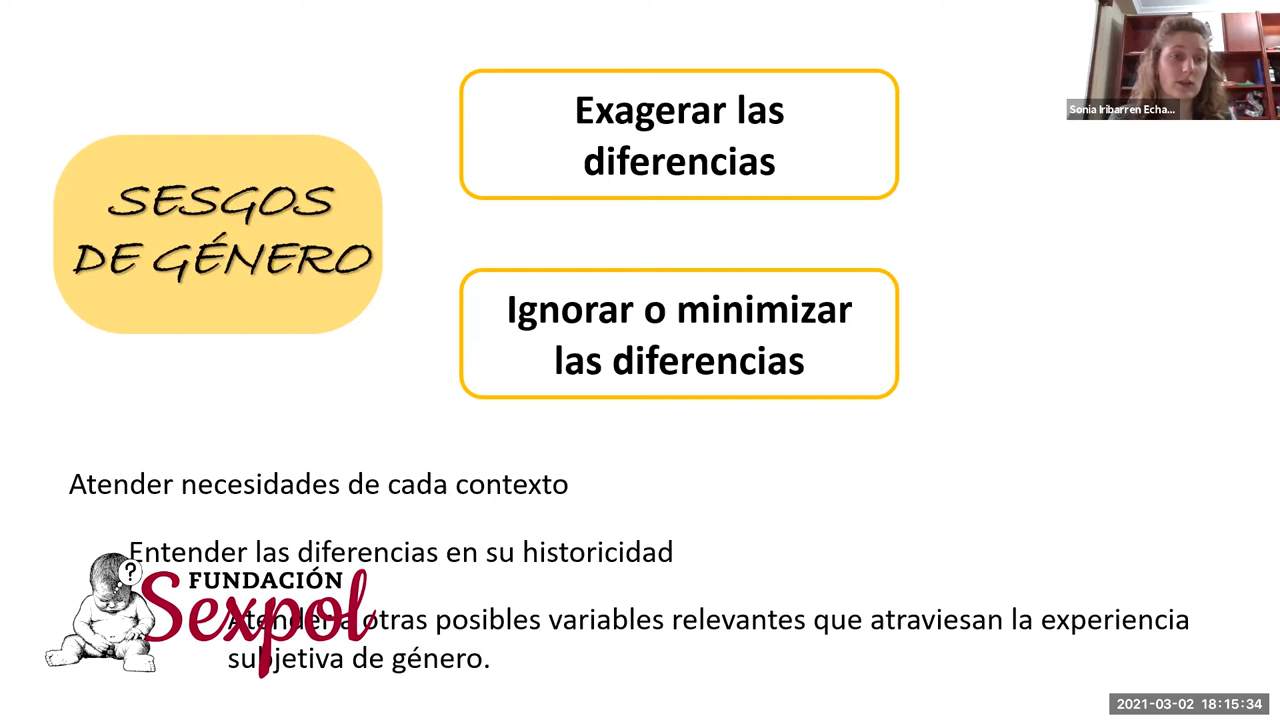 Exagerar las
diferencias
Sonia Iribarren Echa...
SESGOS
DE GÉNERO
Ignorar o minimizar
las diferencias
Atender necesidades de cada contexto
Entender las diferencias en su historicidad
?
FUNDACIÓN
Sexpol
Atender a otras posibles variables relevantes que atraviesan la experiencia
subjetiva de género.
2021-03-02 18:15:34